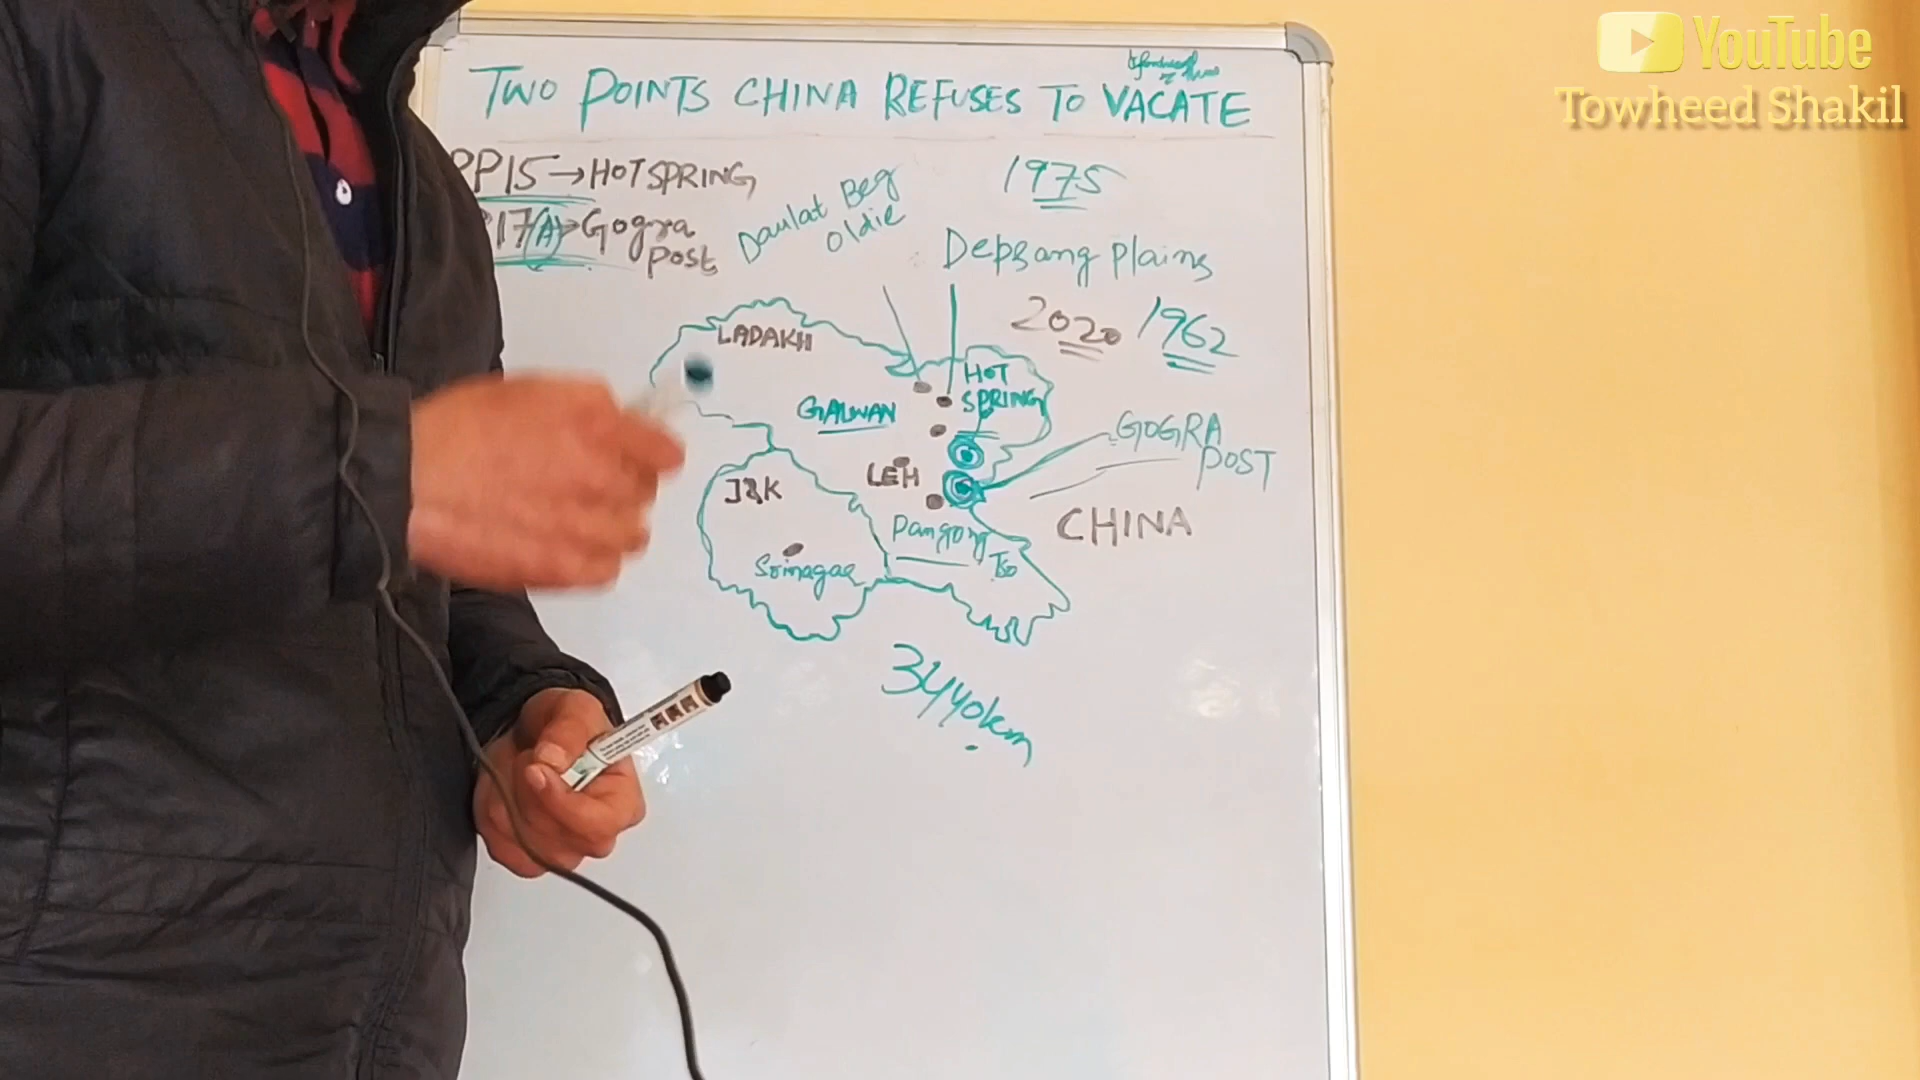 YouTube
Towheed Shakil
TWO POINTS CHINA REFUSES TO VACATE
PP15 → HOTSPRING
17(A) → Gogra
Post
Daulat Beg
Oldie
1975
Depsang plains
2020
1962
LADAKH
HOT
SPRING
GALWAN
GOGRA
POST
LEH
J&K
CHINA
Pangong
Tso
Srinagar
3440km